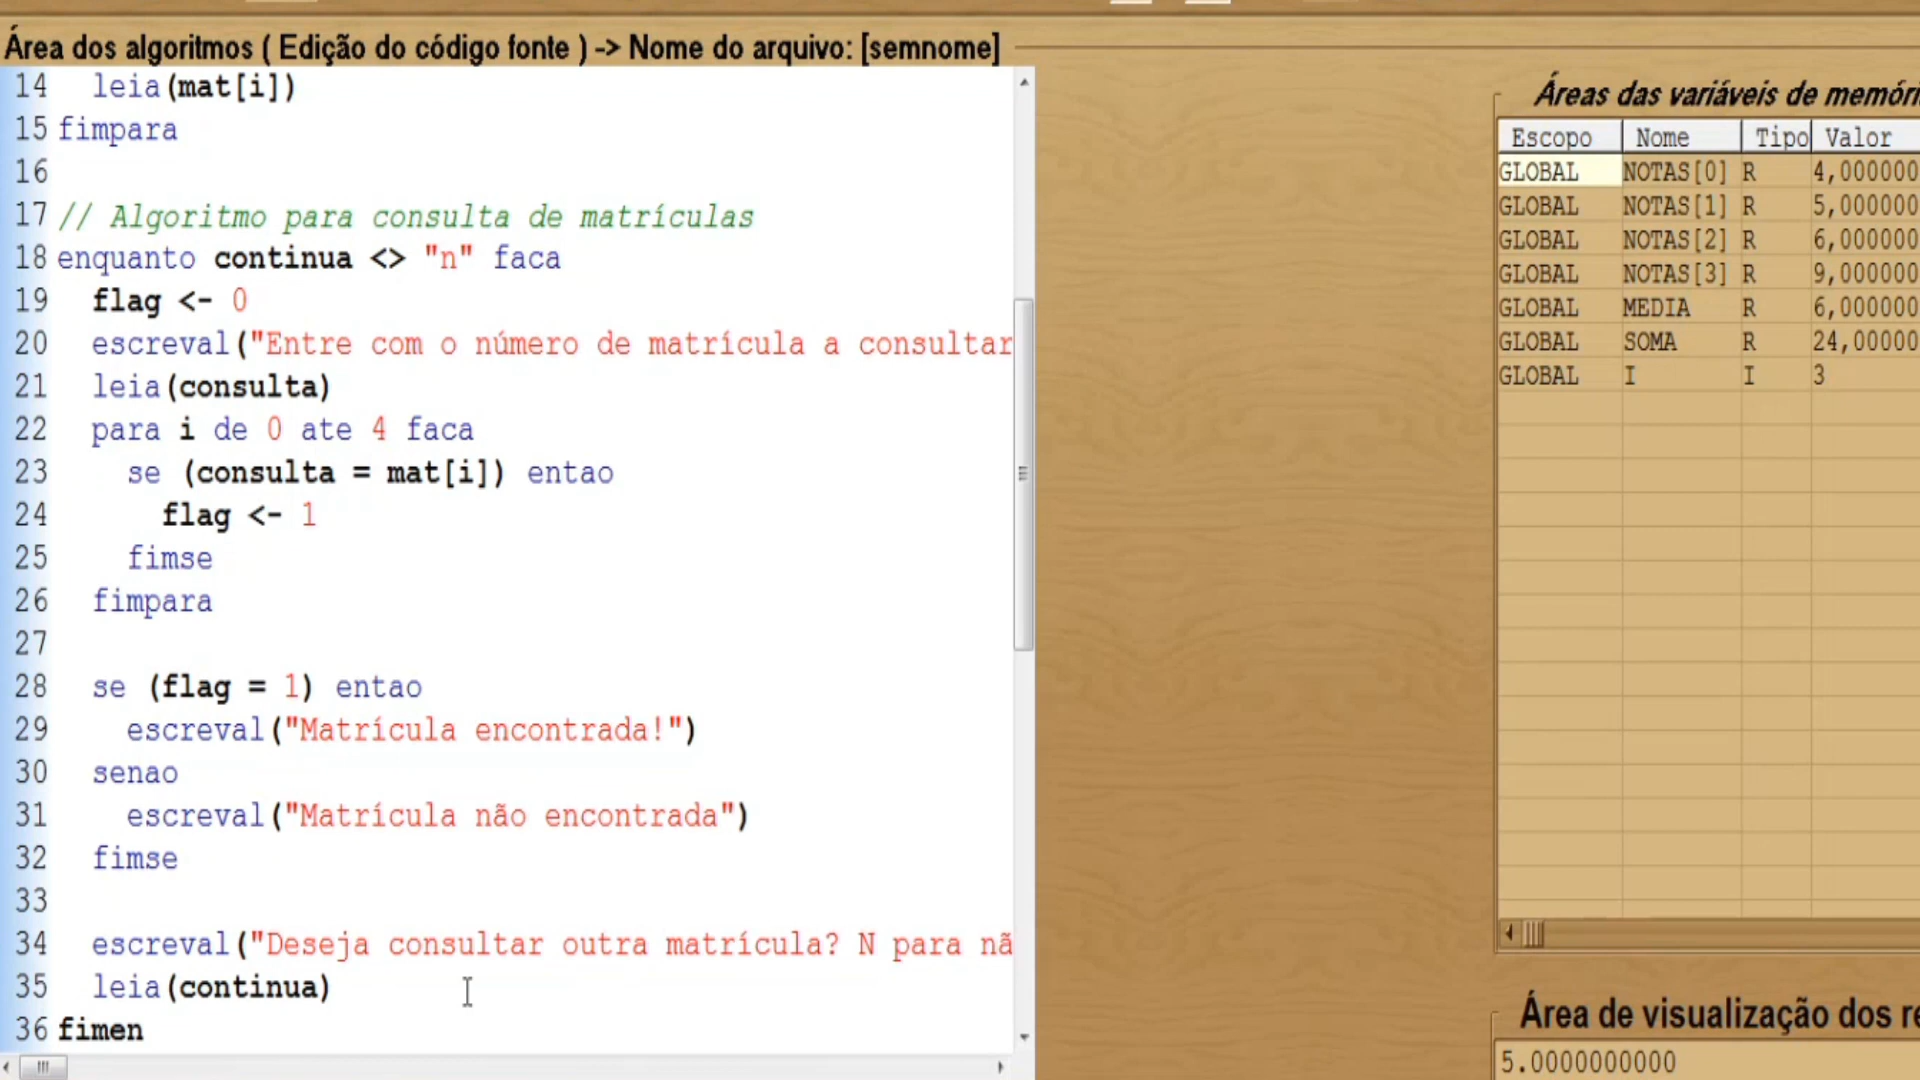 Área dos algoritmos ( Edição do código fonte ) -> Nome do arquivo: [semnome]
14 leia(mat[i])
15 fimpara
16
17 // Algoritmo para consulta de matrículas
18 enquanto continua <> "n" faca
19 flag <- 0
20 escreval("Entre com o número de matrícula a consultar
21 leia(consulta)
22 para i de 0 ate 4 faca
23 se (consulta = mat[i]) entao
24 flag <- 1
25 fimse
26 fimpara
27
28 se (flag = 1) entao
29 escreval("Matrícula encontrada!")
30 senao
31 escreval("Matrícula não encontrada")
32 fimse
33
34 escreval("Deseja consultar outra matrícula? N para nã
35 leia(continua)
36 fimen
Áreas das variáveis de memóri
Escopo Nome Tipo Valor
GLOBAL NOTAS[0] R 4,000000
GLOBAL NOTAS[1] R 5,000000
GLOBAL NOTAS[2] R 6,000000
GLOBAL NOTAS[3] R 9,000000
GLOBAL MEDIA R 6,000000
GLOBAL SOMA R 24,00000
GLOBAL I I 3
Área de visualização dos re
5.0000000000